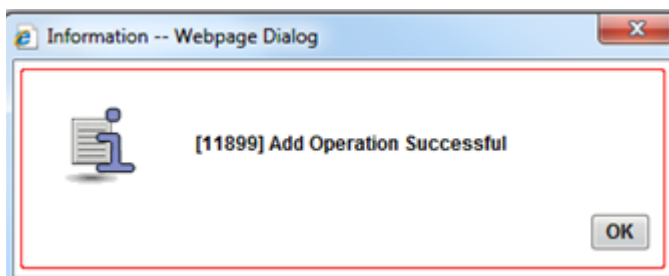 Information -- Webpage Dialog
[11899] Add Operation Successful
OK